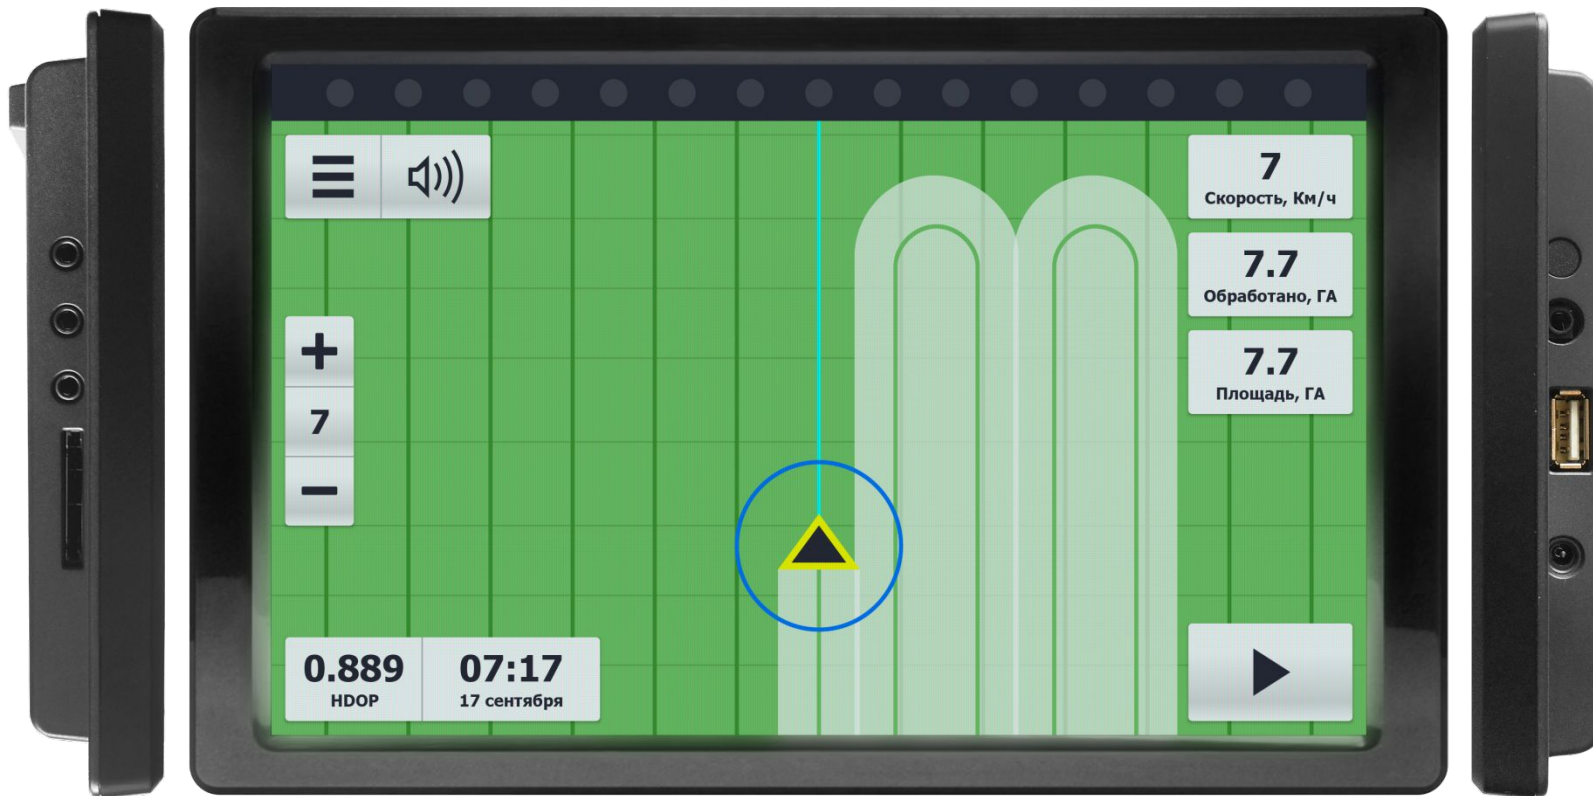 7
Скорость, Км/ч
7.7
Обработано, ГА
7.7
Площадь, ГА
+
7
−
0.889
HDOP
07:17
17 сентября